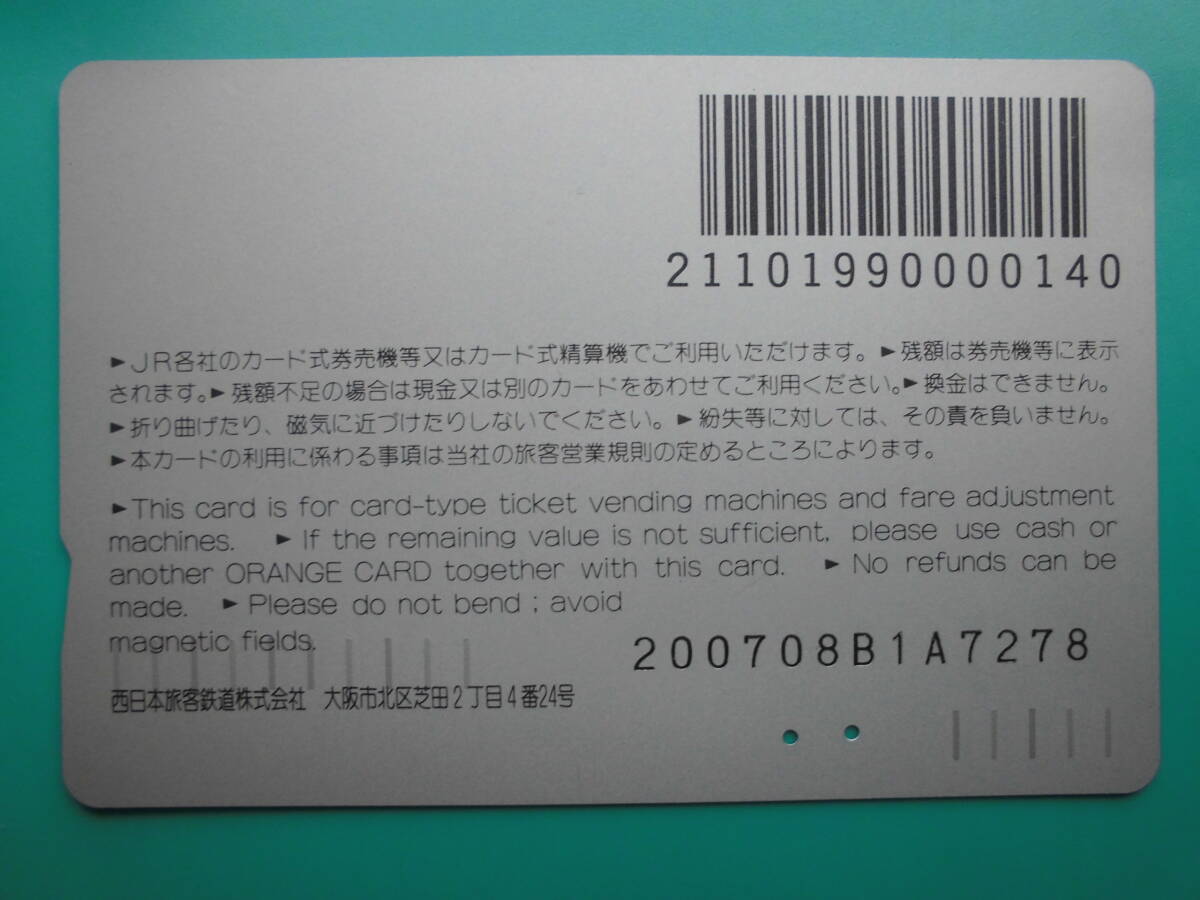 21101990000140
►JR各社のカード式券売機等又はカード式精算機でご利用いただけます。►残額は券売機等に表示
されます。►残額不足の場合は現金又は別のカードをあわせてご利用ください。►換金はできません。
►折り曲げたり、磁気に近づけたりしないでください。►紛失等に対しては、その責を負いません。
►本カードの利用に係わる事項は当社の旅客営業規則の定めるところによります。
►This card is for card-type ticket vending machines and fare adjustment
machines. ►If the remaining value is not sufficient, please use cash or
another ORANGE CARD together with this card. ►No refunds can be
made. ►Please do not bend ; avoid
magnetic fields.
200708B1A7278
西日本旅客鉄道株式会社 大阪市北区芝田2丁目4番24号